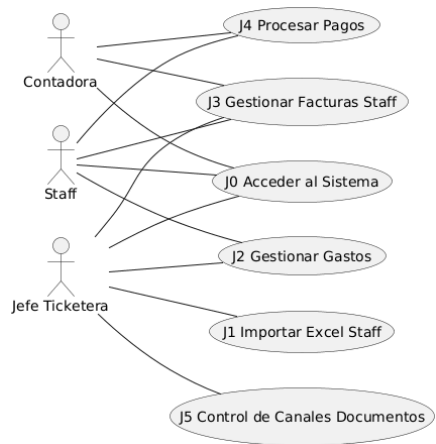 J4 Procesar Pagos
Contadora
J3 Gestionar Facturas Staff
Staff
J0 Acceder al Sistema
J2 Gestionar Gastos
Jefe Ticketera
J1 Importar Excel Staff
J5 Control de Canales Documentos